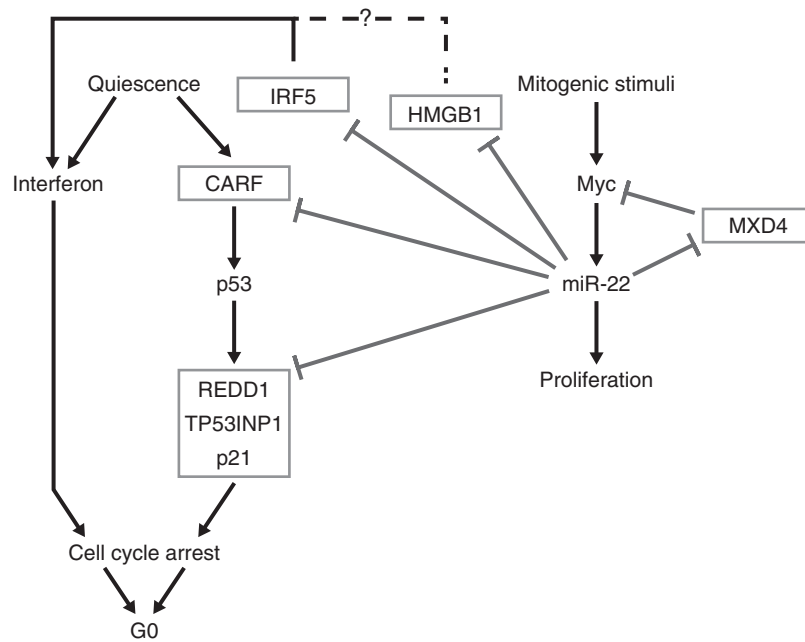 ?
Quiescence
IRF5
HMGB1
Mitogenic stimuli
Interferon
CARF
Myc
MXD4
p53
miR-22
REDD1
TP53INP1
p21
Proliferation
Cell cycle arrest
G0